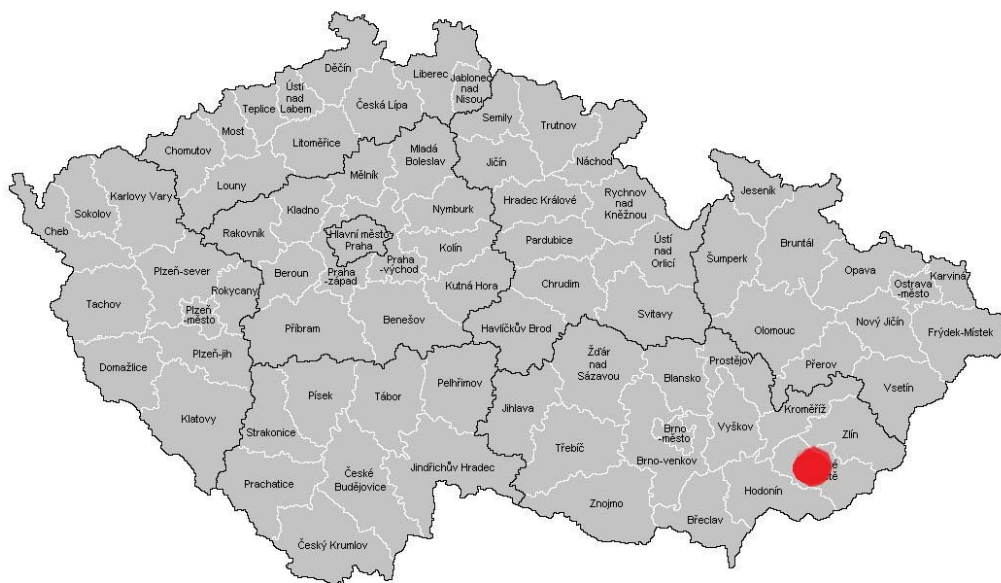 Děčín
Liberec
Jablonec
nad
Nisou
Ústí
nad
Labem
Česká Lípa
Teplice
Most
Litoměřice
Chomutov
Louny
Semily
Trutnov
Jičín
Náchod
Mladá
Boleslav
Mělník
Karlovy Vary
Sokolov
Cheb
Hradec Králové
Rychnov
nad
Kněžnou
Jeseník
Kladno
Nymburk
Rakovník
Hlavní město
Praha
Kolín
Pardubice
Ústí
nad
Orlicí
Šumperk
Bruntál
Beroun
Praha
-západ
Praha
-východ
Plzeň-sever
Rokycany
Tachov
Plzeň
-město
Kutná Hora
Chrudim
Opava
Karviná
Ostrava
-město
Příbram
Benešov
Havlíčkův Brod
Svitavy
Olomouc
Nový Jičín
Frýdek-Místek
Plzeň-jih
Domažlice
Klatovy
Žďár
nad
Sázavou
Prostějov
Blansko
Přerov
Vsetín
Písek
Tábor
Pelhřimov
Jihlava
Kroměříž
Zlín
Vyškov
Brno
-město
Strakonice
Třebíč
Brno-venkov
Prachatice
České
Budějovice
Jindřichův Hradec
Znojmo
Hodonín
Břeclav
Český Krumlov